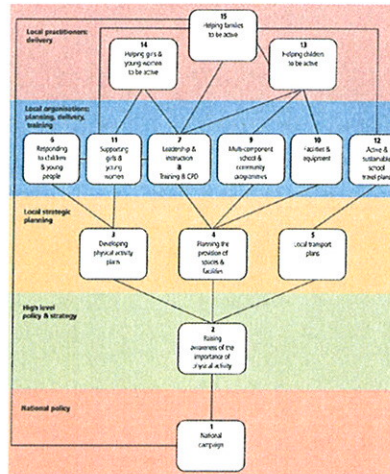 15
Helping families
to be active
Local practitioners:
delivery
14
Helping girls &
young women
to be active
13
Helping children
to be active
Local organisations:
planning, delivery,
training
6
Responding
to children
& young
people
11
Supporting
girls &
young
women
7
Leadership &
instruction
8
Training & CPD
9
Multi-component
school &
community
programmes
10
Facilities &
equipment
12
Active &
sustainable
school
travel plans
Local strategic
planning
3
Developing
physical activity
plans
4
Planning the
provision of
spaces &
facilities
5
Local transport
plans
High level
policy & strategy
2
Raising
awareness of the
importance of
physical activity
National policy
1
National
campaign